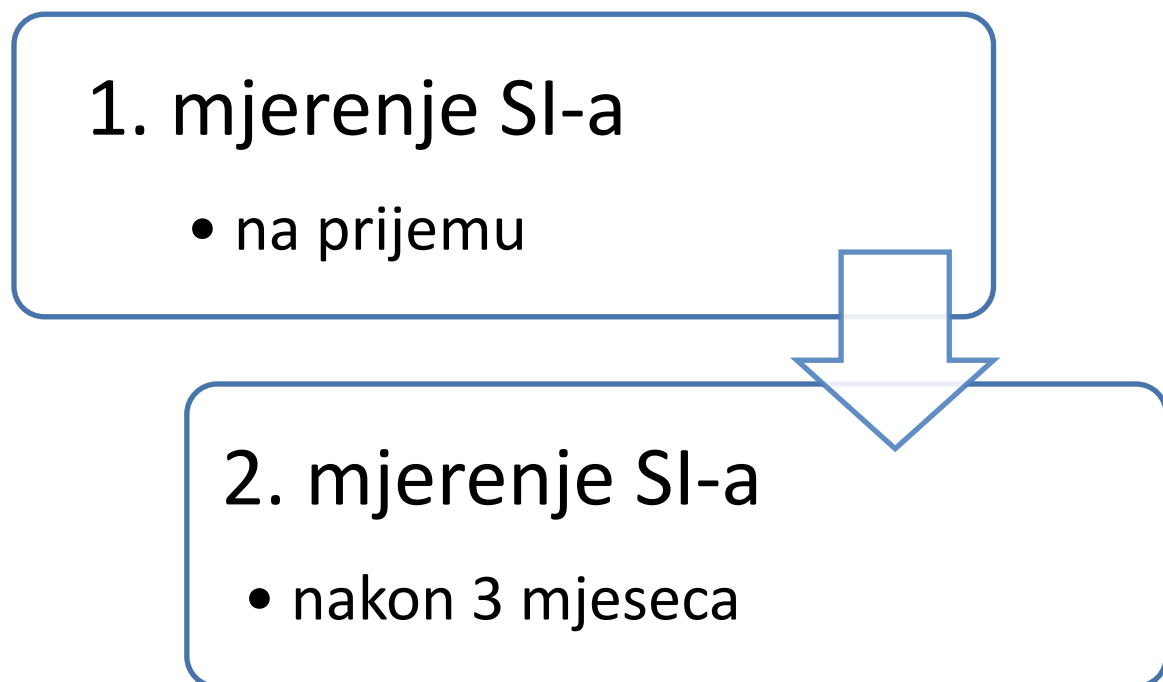 1. mjerenje SI-a
• na prijemu
2. mjerenje SI-a
• nakon 3 mjeseca